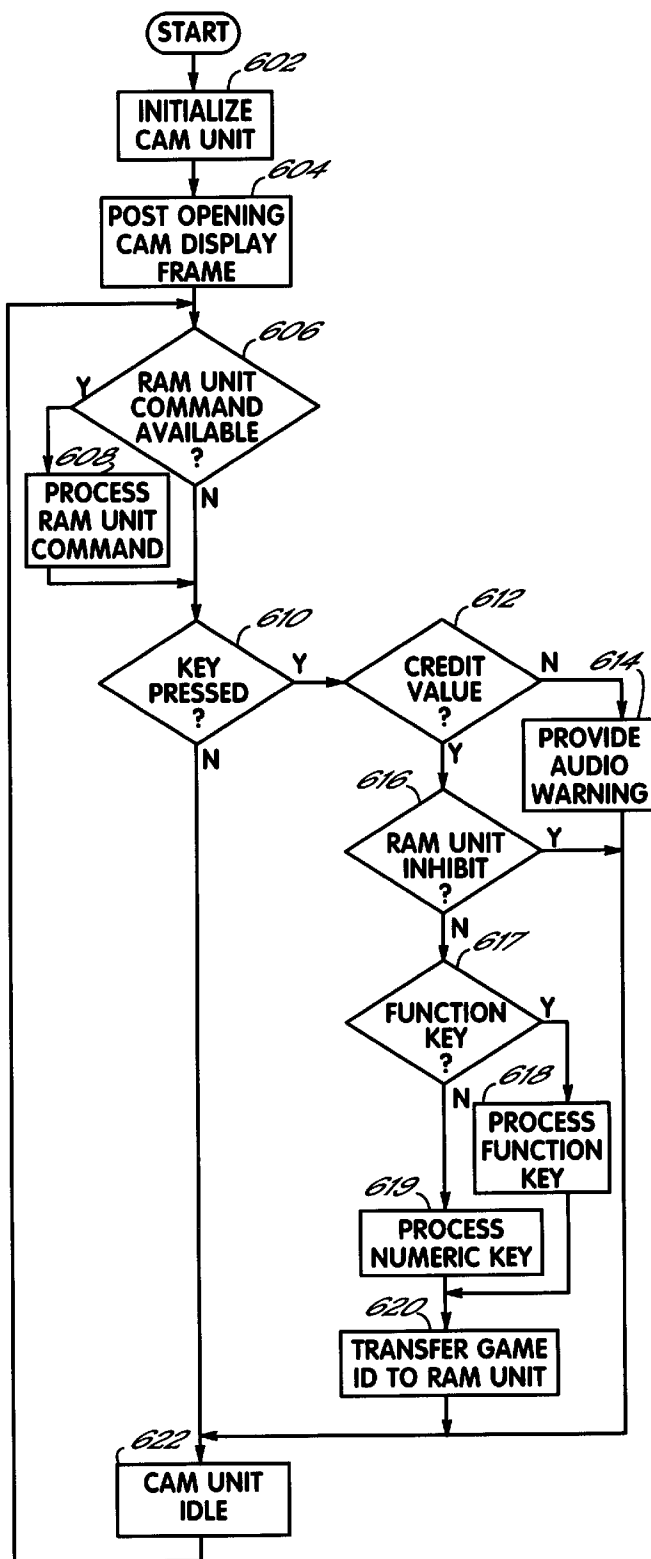 START
602
INITIALIZE
CAM UNIT
604
POST OPENING
CAM DISPLAY
FRAME
606
Y
RAM UNIT
COMMAND
AVAILABLE
?
N
608
PROCESS
RAM UNIT
COMMAND
610
KEY
PRESSED
?
Y
N
612
CREDIT
VALUE
?
N
Y
614
PROVIDE
AUDIO
WARNING
616
RAM UNIT
INHIBIT
?
Y
N
617
FUNCTION
KEY
?
Y
N
618
PROCESS
FUNCTION
KEY
619
PROCESS
NUMERIC KEY
620
TRANSFER GAME
ID TO RAM UNIT
622
CAM UNIT
IDLE